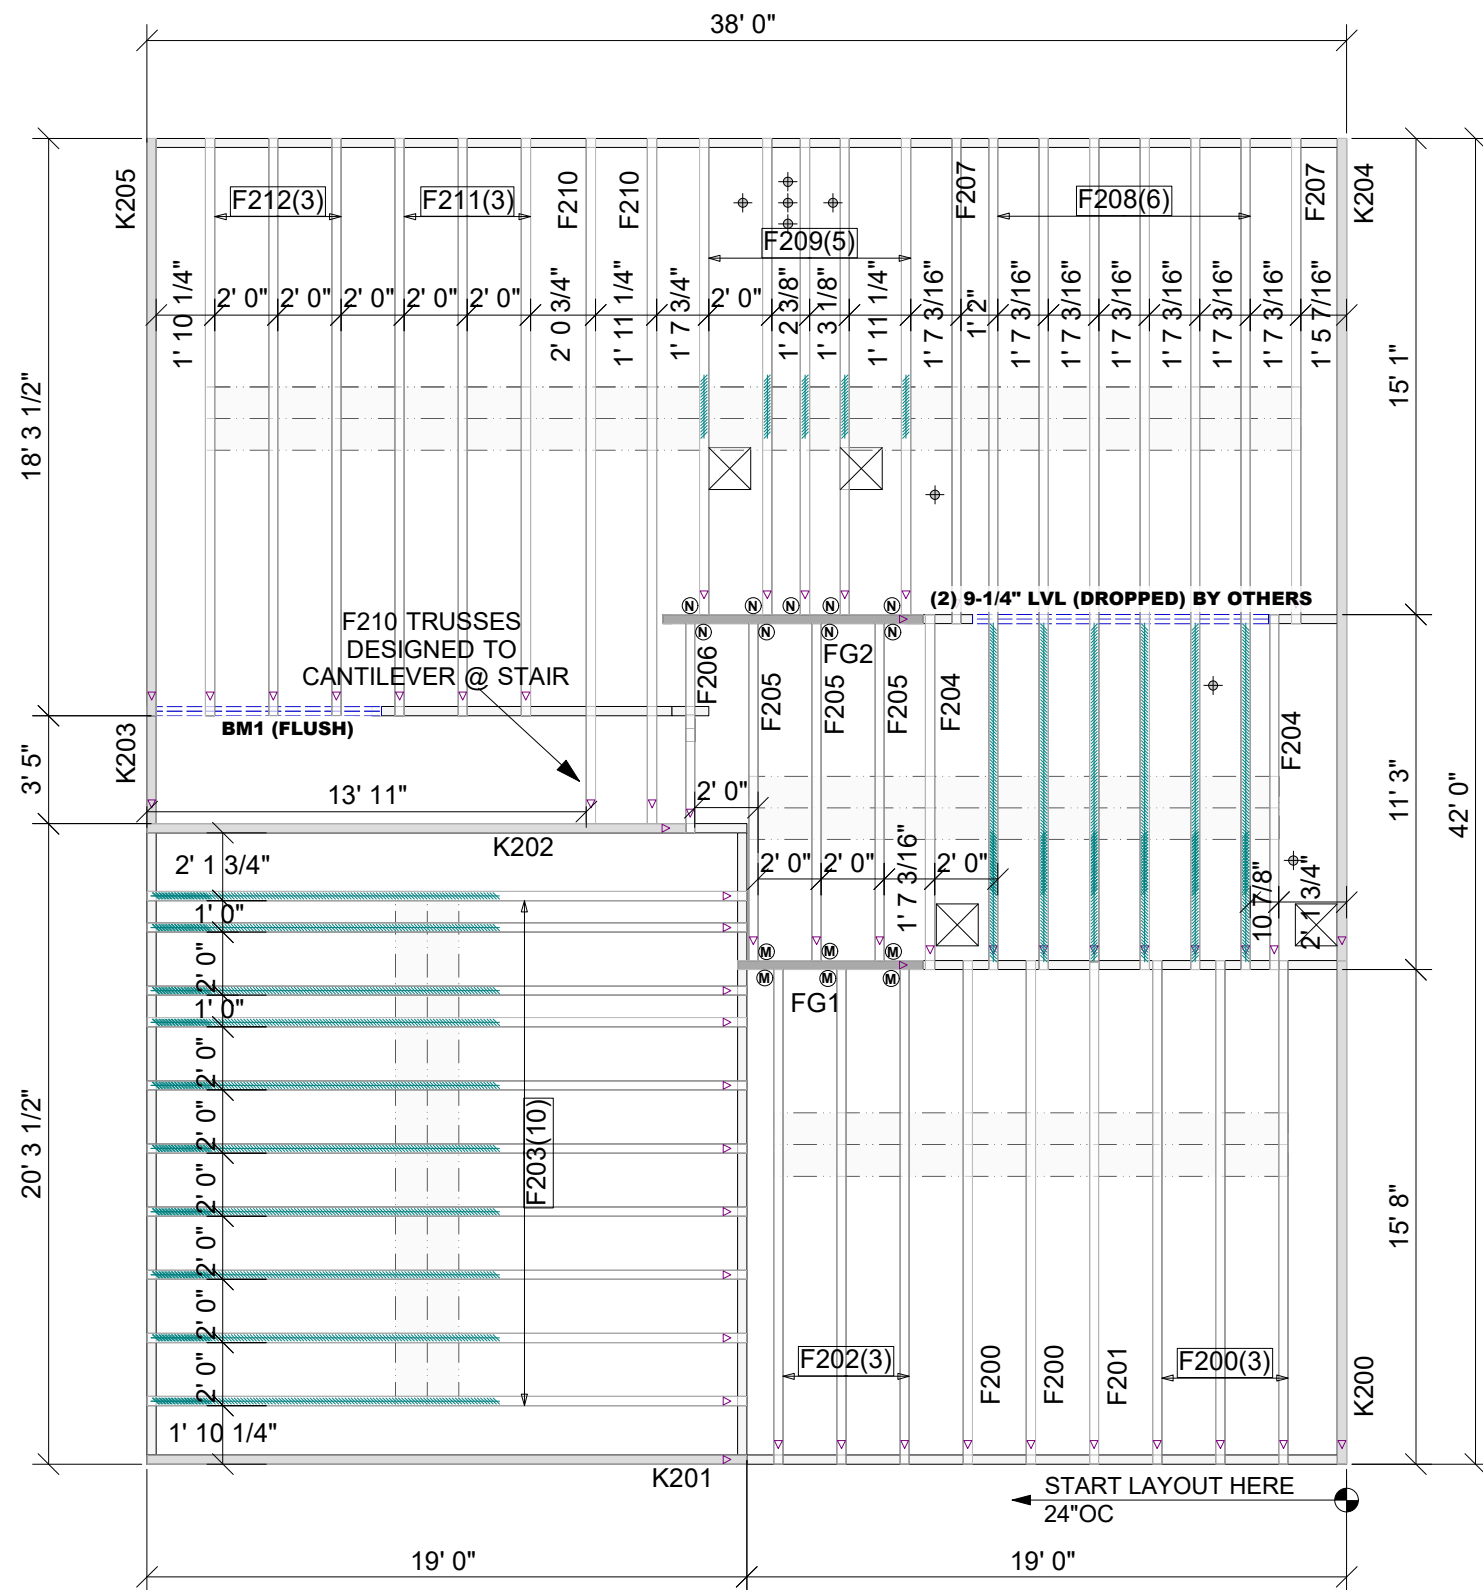 38' 0"
K205
F212(3)
F211(3)
F210
F210
F209(5)
F207
F208(6)
F207
K204
1' 10 1/4"
2' 0"
2' 0"
2' 0"
2' 0"
2' 0"
2' 0 3/4"
1' 11 1/4"
1' 7 3/4"
2' 0"
1' 2 3/8"
1' 3 1/8"
1' 11 1/4"
1' 7 3/16"
1' 2"
1' 7 3/16"
1' 7 3/16"
1' 7 3/16"
1' 7 3/16"
1' 7 3/16"
1' 7 3/16"
1' 5 7/16"
18' 3 1/2"
15' 1"
(2) 9-1/4" LVL (DROPPED) BY OTHERS
N
N
N
N
N
N
N
N
N
F210 TRUSSES
DESIGNED TO
CANTILEVER @ STAIR
FG2
F206
F205
F205
F205
F204
F204
BM1 (FLUSH)
K203
3' 5"
13' 11"
2' 0"
11' 3"
42' 0"
K202
2' 1 3/4"
2' 0"
2' 0"
1' 7 3/16"
2' 0"
10 7/8"
2' 1 3/4"
1' 0"
2' 0"
1' 0"
2' 0"
2' 0"
2' 0"
2' 0"
2' 0"
2' 0"
2' 0"
1' 10 1/4"
M
M
M
M
M
M
FG1
F203(10)
20' 3 1/2"
15' 8"
F202(3)
F200
F200
F201
F200(3)
K200
K201
START LAYOUT HERE
24"OC
19' 0"
19' 0"